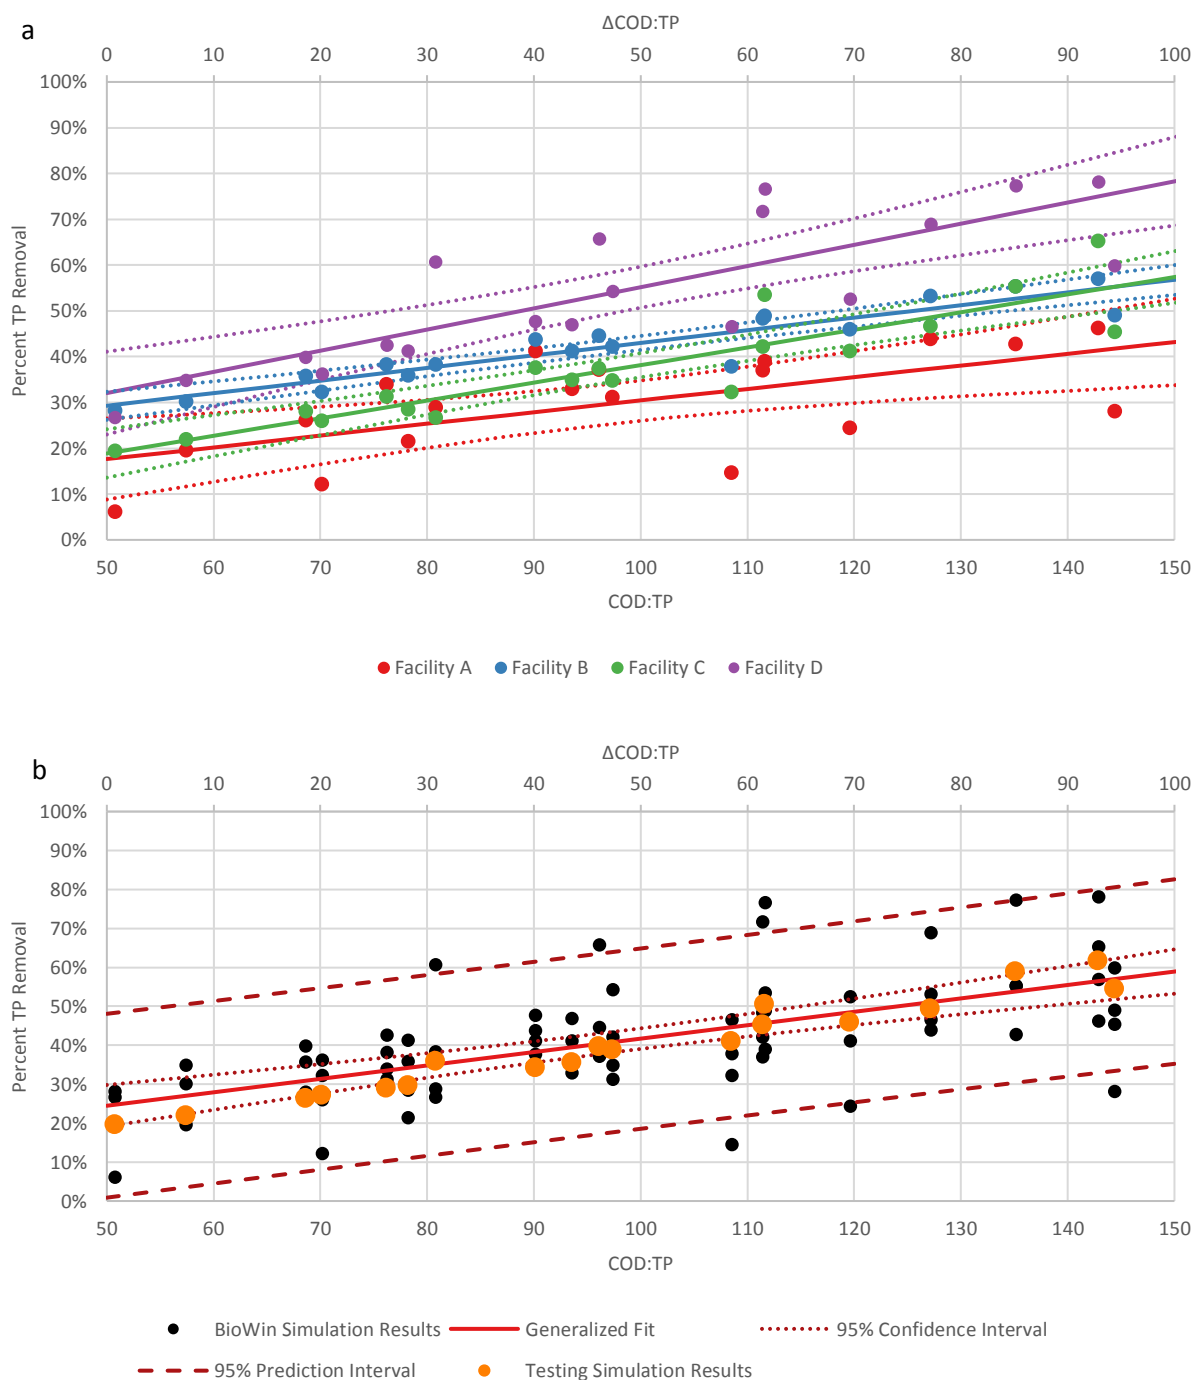 a
ΔCOD:TP
0 10 20 30 40 50 60 70 80 90 100
100%
90%
80%
70%
60%
50%
40%
30%
20%
10%
0%
Percent TP Removal
50 60 70 80 90 100 110 120 130 140 150
COD:TP
Facility A Facility B Facility C Facility D
b
ΔCOD:TP
0 10 20 30 40 50 60 70 80 90 100
100%
90%
80%
70%
60%
50%
40%
30%
20%
10%
0%
Percent TP Removal
50 60 70 80 90 100 110 120 130 140 150
COD:TP
BioWin Simulation Results Generalized Fit 95% Confidence Interval
95% Prediction Interval Testing Simulation Results